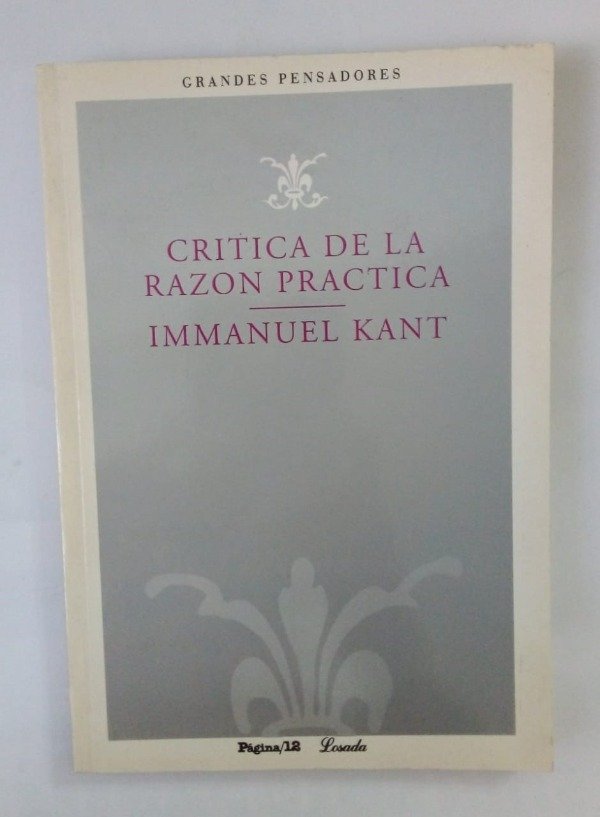 GRANDES PENSADORES
CRITICA DE LA
RAZON PRACTICA
IMMANUEL KANT
Página/12 Losada